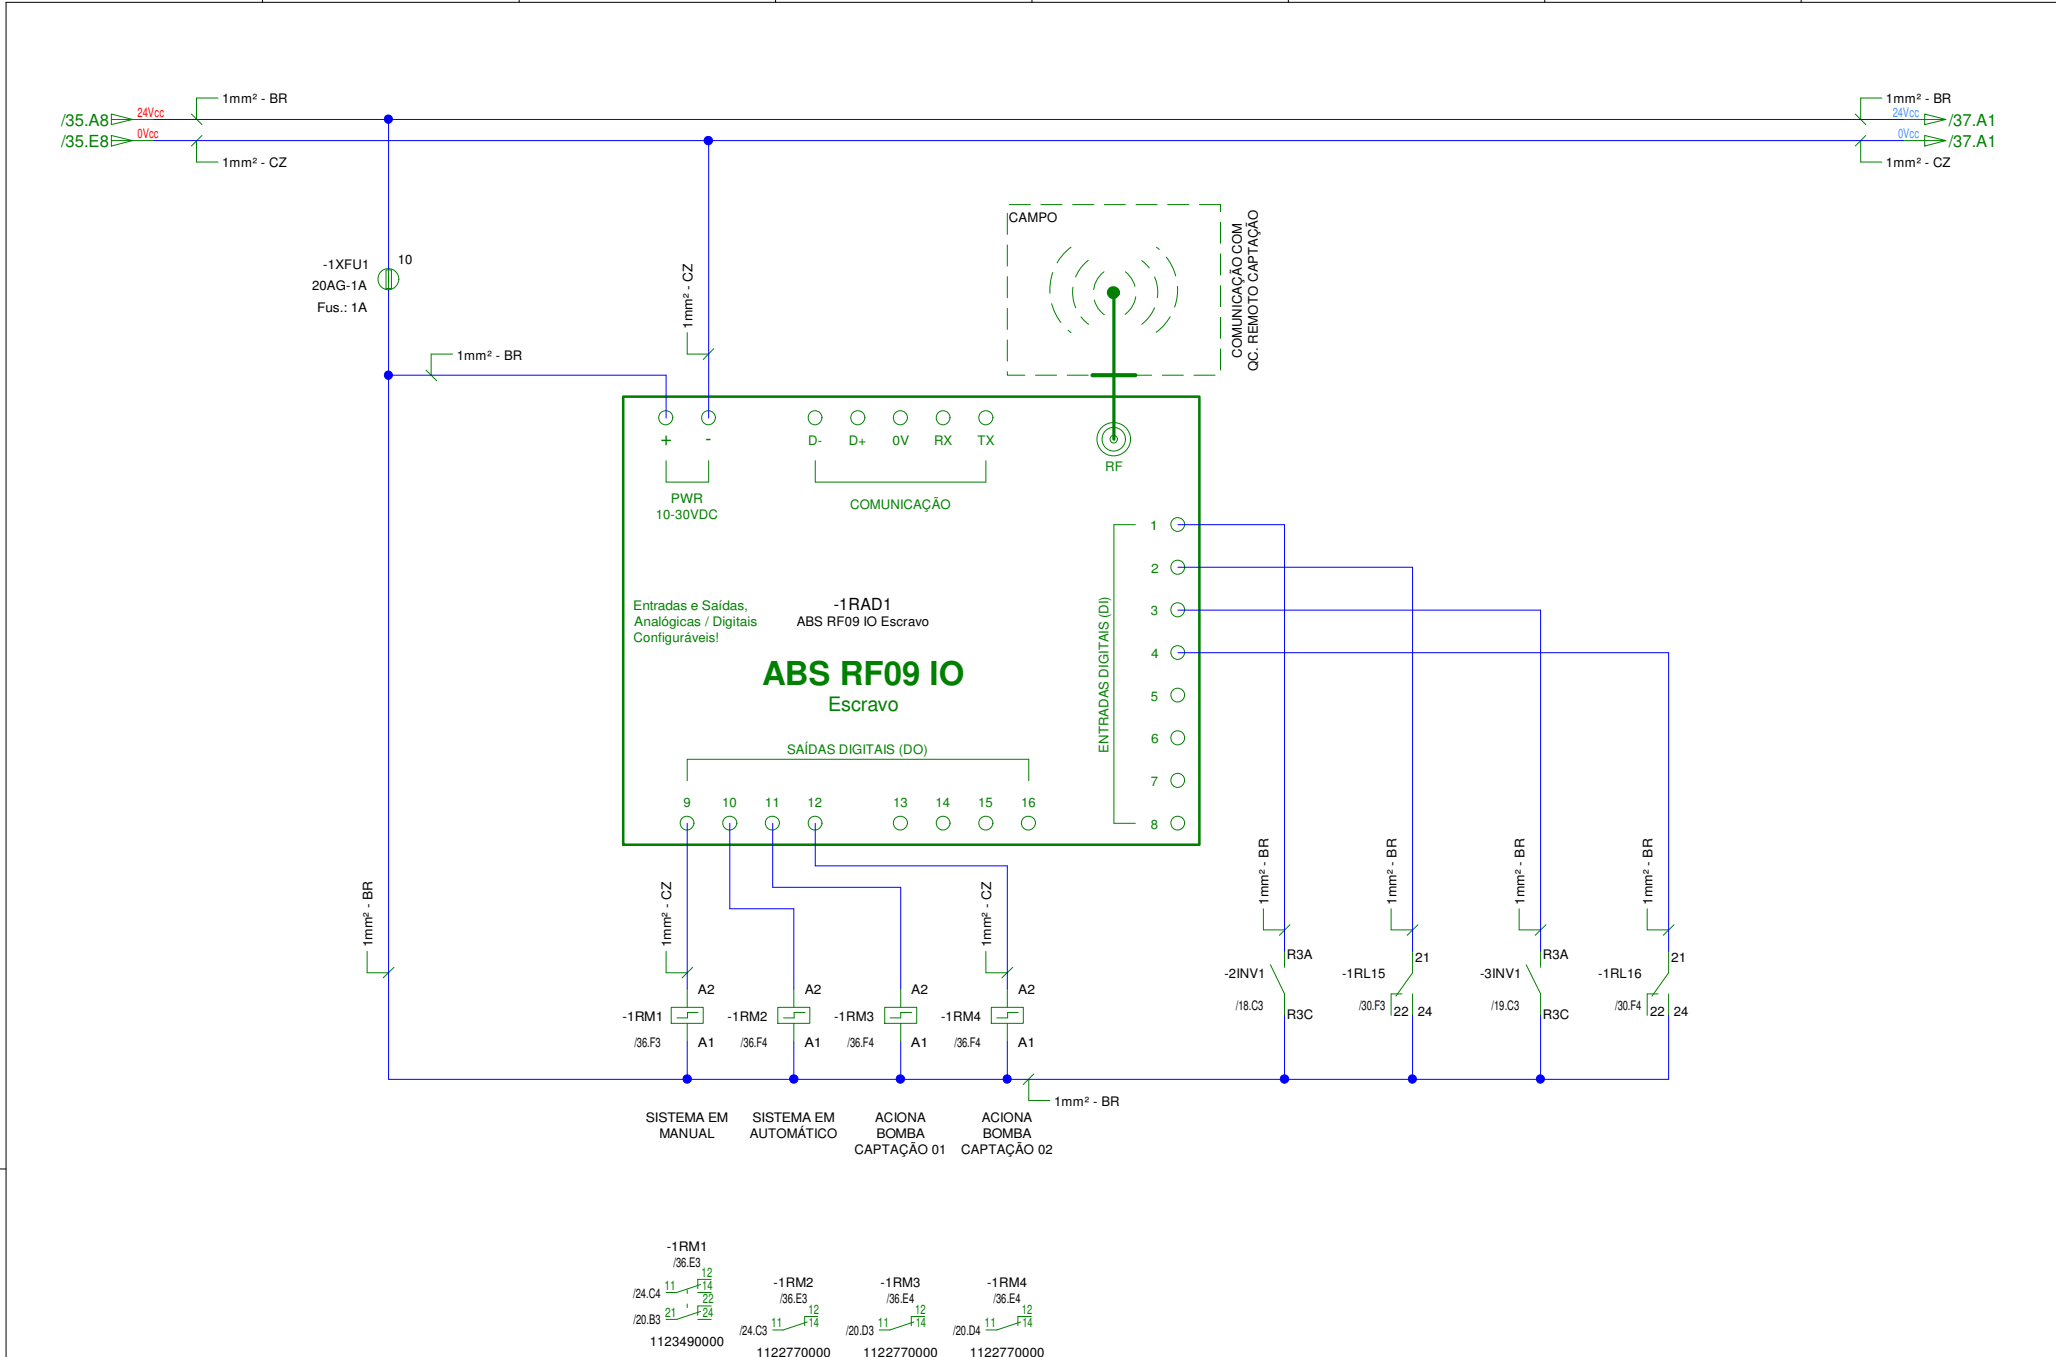 1mm² - BR
1mm² - BR
/35.A8
24Vcc
24Vcc
/37.A1
/35.E8
0Vcc
0Vcc
/37.A1
1mm² - CZ
1mm² - CZ
CAMPO
COMUNICAÇÃO COM
QC. REMOTO CAPTAÇÃO
-1XFU1
10
20AG-1A
Fus.: 1A
1mm² - CZ
1mm² - BR
+
-
D-
D+
0V
RX
TX
RF
PWR
10-30VDC
COMUNICAÇÃO
1
2
3
4
5
6
7
8
ENTRADAS DIGITAIS (DI)
Entradas e Saídas,
Analógicas / Digitais
Configuráveis!
-1RAD1
ABS RF09 IO Escravo
ABS RF09 IO
Escravo
SAÍDAS DIGITAIS (DO)
9
10
11
12
13
14
15
16
1mm² - BR
1mm² - CZ
1mm² - CZ
1mm² - BR
1mm² - BR
1mm² - BR
1mm² - BR
A2
-1RM1
/36.F3
A1
A2
-1RM2
/36.F4
A1
A2
-1RM3
/36.F4
A1
A2
-1RM4
/36.F4
A1
R3A
-2INV1
/18.C3
R3C
21
-1RL15
/30.F3
22
24
R3A
-3INV1
/19.C3
R3C
21
-1RL16
/30.F4
22
24
1mm² - BR
SISTEMA EM
MANUAL
SISTEMA EM
AUTOMÁTICO
ACIONA
BOMBA
CAPTAÇÃO 01
ACIONA
BOMBA
CAPTAÇÃO 02
-1RM1
/36.E3
12
/24.C4
11
14
22
/20.B3
21
24
1123490000
-1RM2
/36.E3
12
/24.C3
11
14
1122770000
-1RM3
/36.E4
12
/20.D3
11
14
1122770000
-1RM4
/36.E4
12
/20.D4
11
14
1122770000